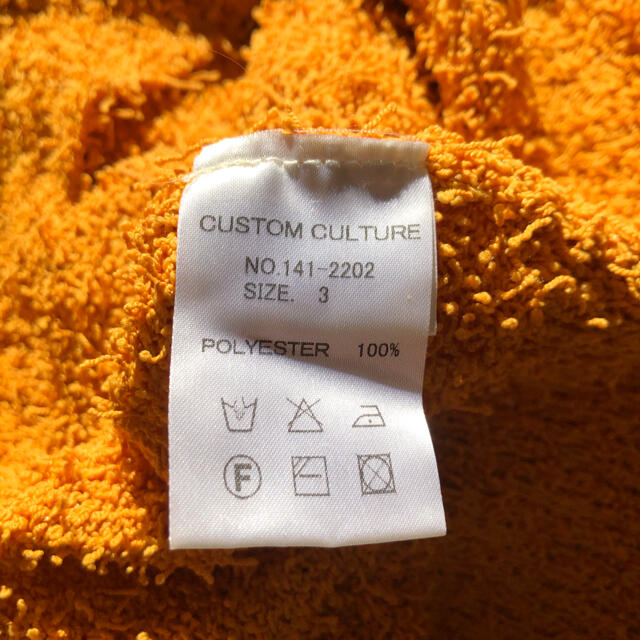 CUSTOM CULTURE
NO.141-2202
SIZE. 3
POLYESTER 100%
F